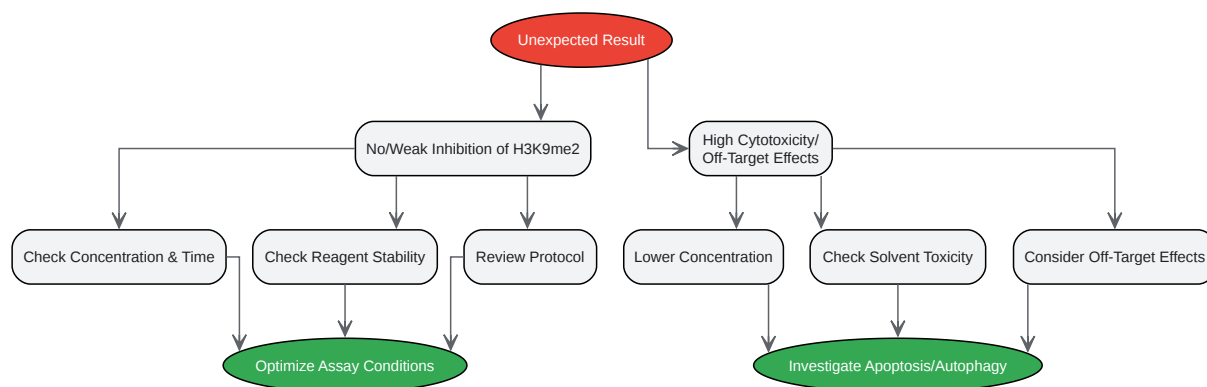 Unexpected Result
No/Weak Inhibition of H3K9me2
High Cytotoxicity/
Off-Target Effects
Check Concentration & Time
Check Reagent Stability
Review Protocol
Lower Concentration
Check Solvent Toxicity
Consider Off-Target Effects
Optimize Assay Conditions
Investigate Apoptosis/Autophagy